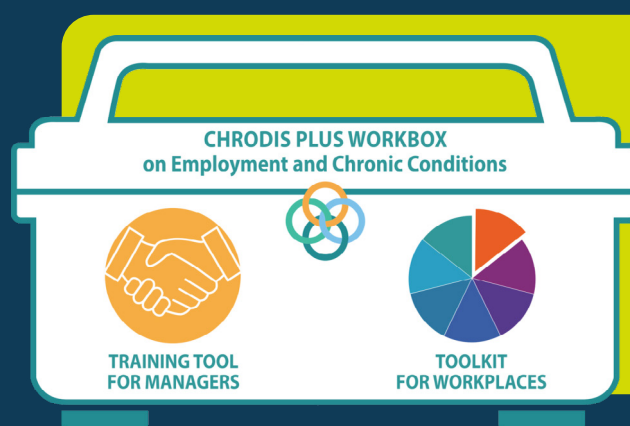 CHRODIS PLUS WORKBOX
on Employment and Chronic Conditions
TRAINING TOOL
FOR MANAGERS
TOOLKIT
FOR WORKPLACES